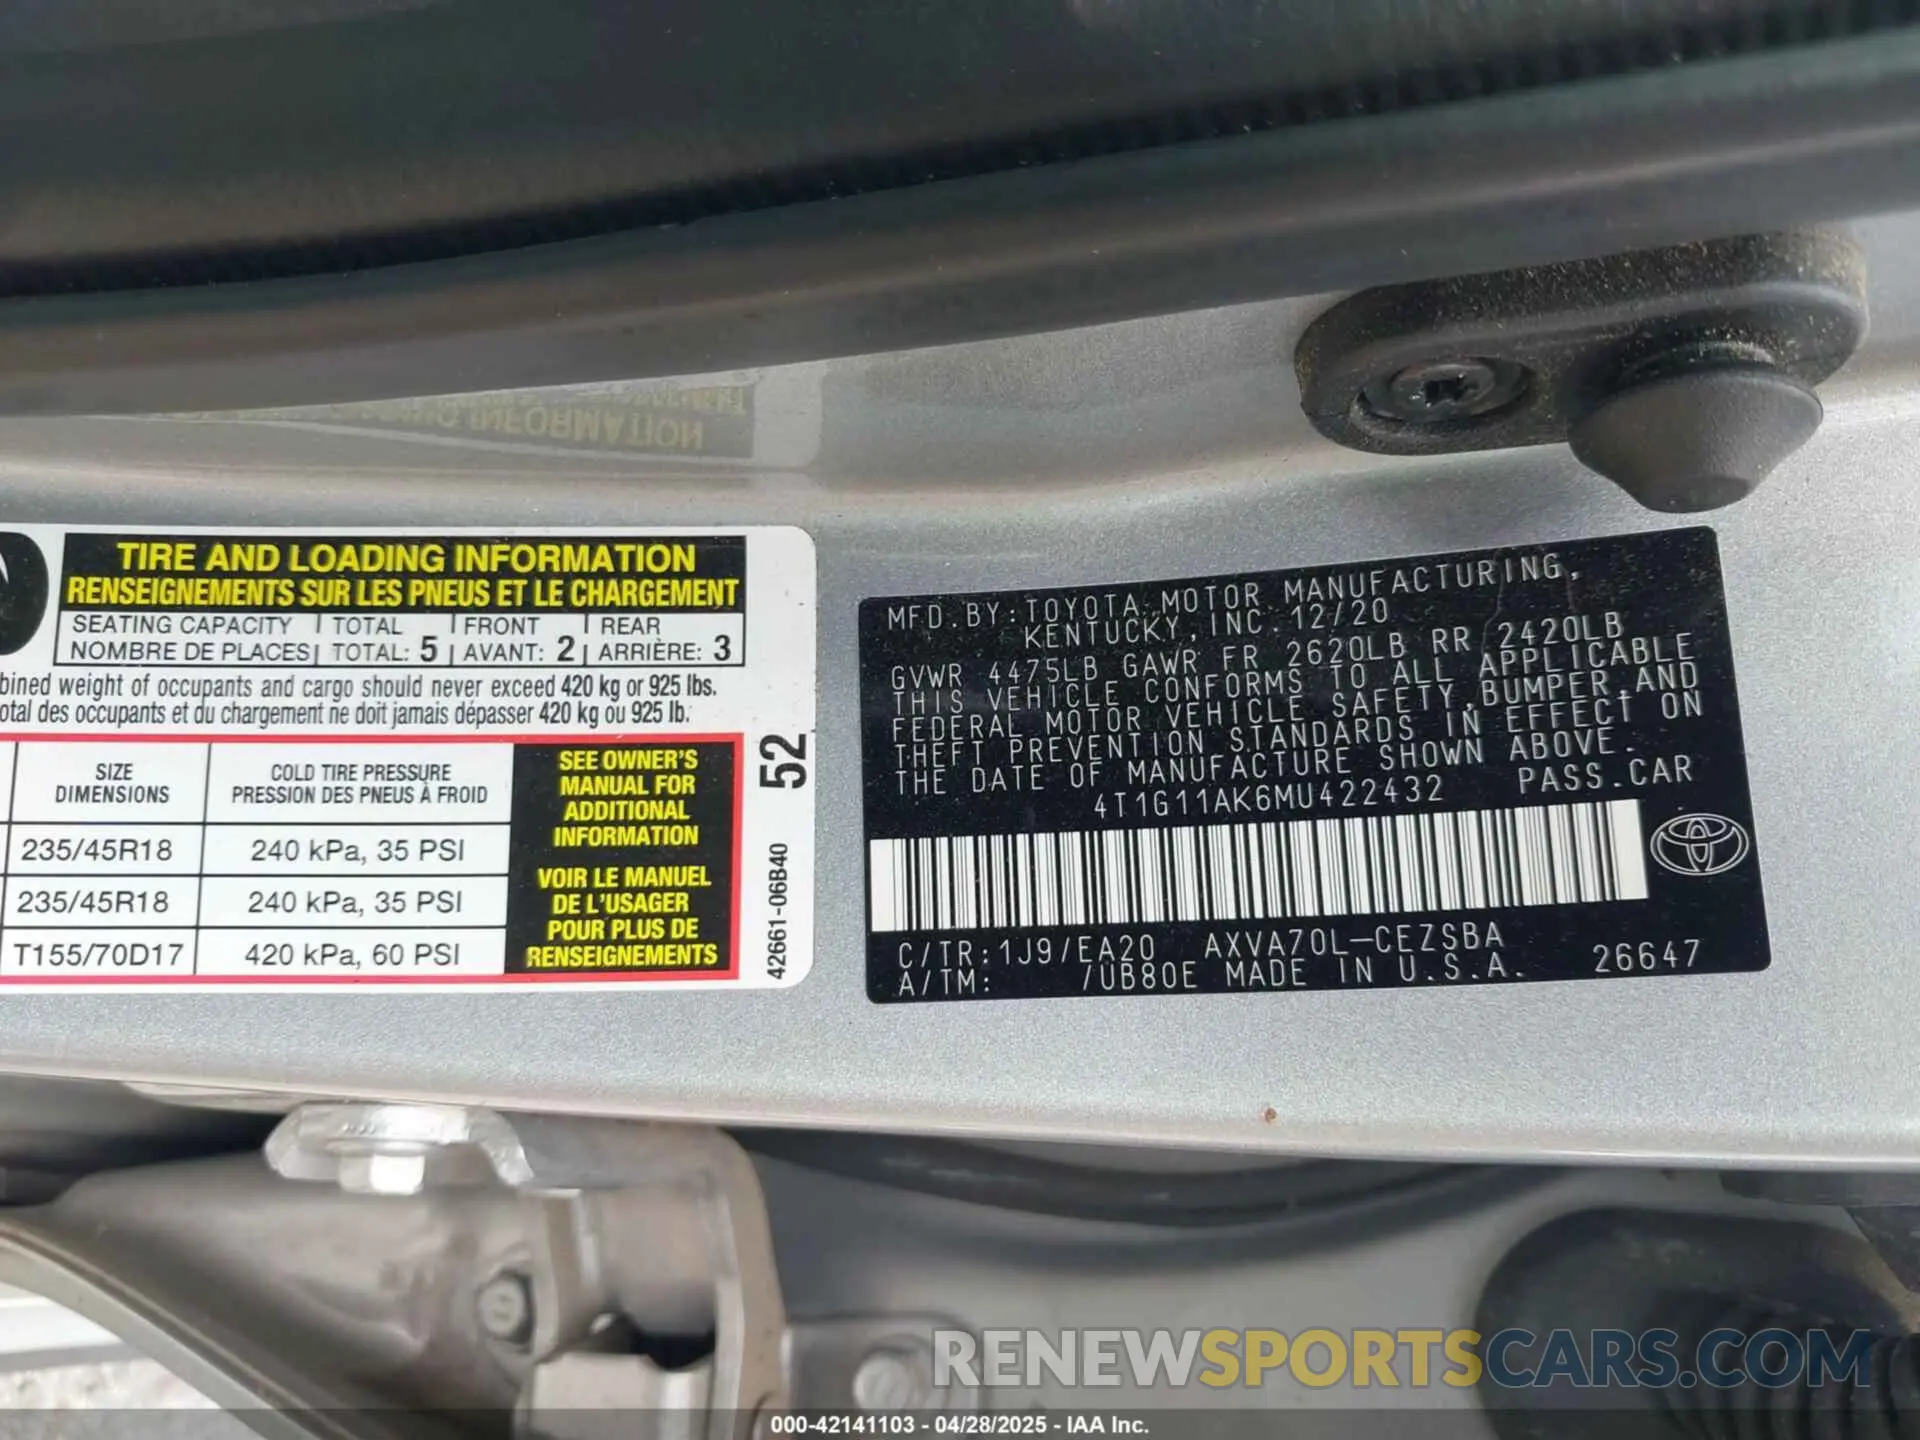 TIRE AND LOADING INFORMATION
RENSEIGNEMENTS SUR LES PNEUS ET LE CHARGEMENT
SEATING CAPACITY TOTAL FRONT REAR
NOMBRE DE PLACES TOTAL: 5 AVANT: 2 ARRIÈRE: 3
bined weight of occupants and cargo should never exceed 420 kg or 925 lbs.
otal des occupants et du chargement ne doit jamais dépasser 420 kg ou 925 lb.
SIZE
DIMENSIONS
COLD TIRE PRESSURE
PRESSION DES PNEUS À FROID
235/45R18 240 kPa, 35 PSI
235/45R18 240 kPa, 35 PSI
T155/70D17 420 kPa, 60 PSI
SEE OWNER'S
MANUAL FOR
ADDITIONAL
INFORMATION
VOIR LE MANUEL
DE L'USAGER
POUR PLUS DE
RENSEIGNEMENTS
52
42661-06B40
MFD.BY:TOYOTA MOTOR MANUFACTURING,
KENTUCKY,INC.12/20
GVWR 4475LB GAWR FR 2620LB RR 2420LB
THIS VEHICLE CONFORMS TO ALL APPLICABLE
FEDERAL MOTOR VEHICLE SAFETY,BUMPER,AND
THEFT PREVENTION STANDARDS IN EFFECT ON
THE DATE OF MANUFACTURE SHOWN ABOVE.
4T1G11AK6MU422432 PASS.CAR
C/TR:1J9/EA20 AXVA70L-CEZSBA
A/TM: /UB80E MADE IN U.S.A. 26647
RENEWSPORTSCARS.COM
000-42141103 - 04/28/2025 - IAA Inc.